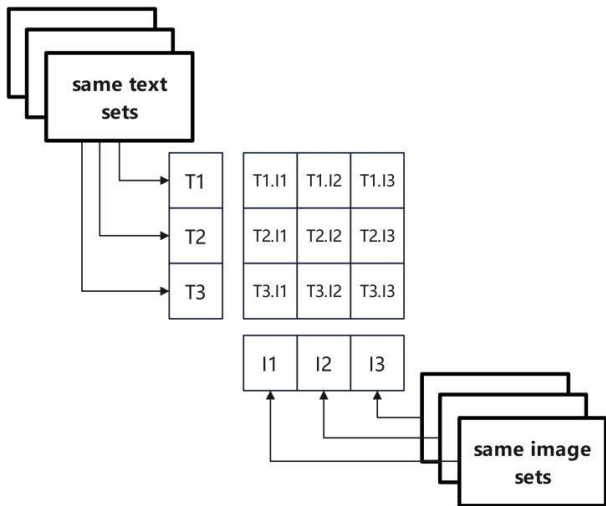 same text
sets
T1
T1.I1 T1.I2 T1.I3
T2
T2.I1 T2.I2 T2.I3
T3
T3.I1 T3.I2 T3.I3
I1 I2 I3
same image
sets